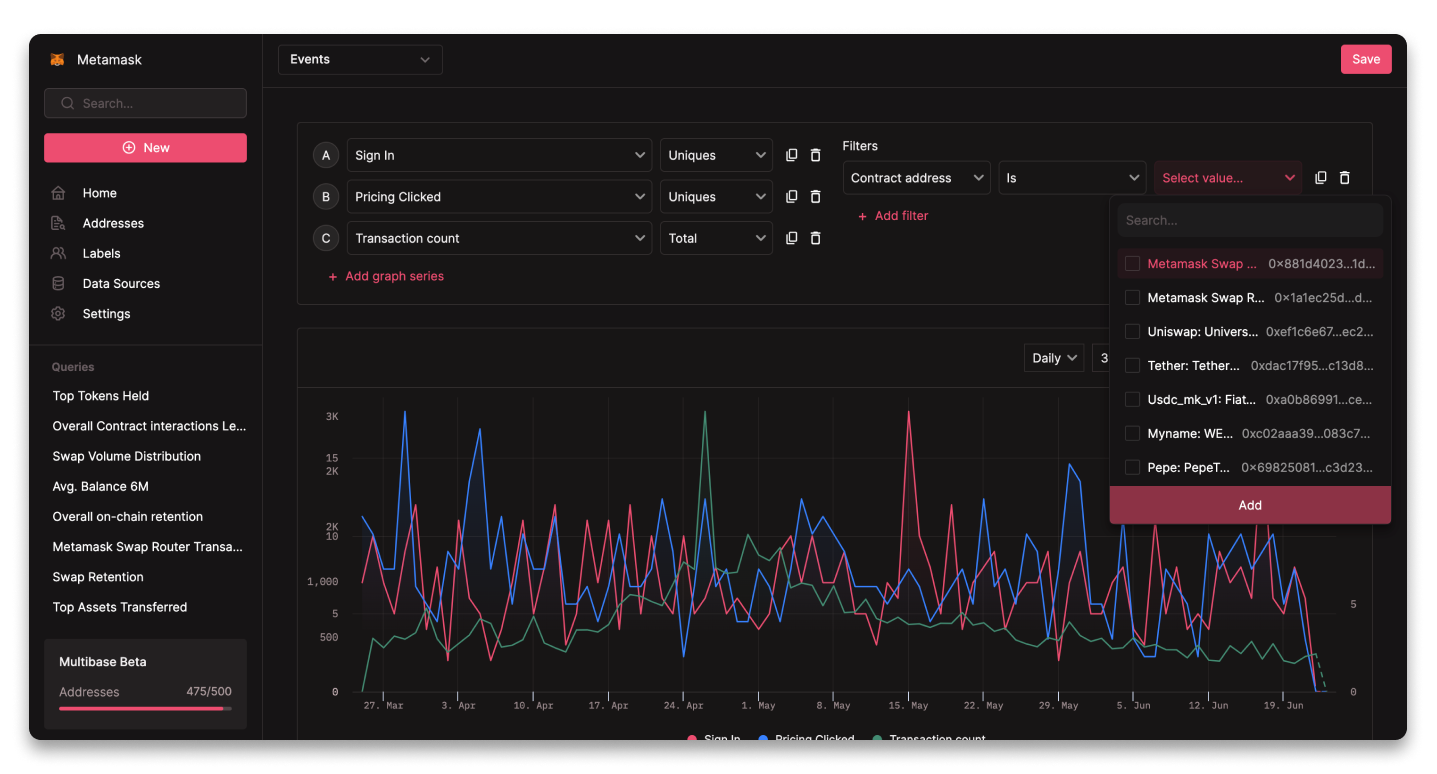 Metamask
Events
Save
Search...
New
Home
Addresses
Labels
Data Sources
Settings
Queries
Top Tokens Held
Overall Contract interactions Le...
Swap Volume Distribution
Avg. Balance 6M
Overall on-chain retention
Metamask Swap Router Transa...
Swap Retention
Top Assets Transferred
Multibase Beta
Addresses 475/500
A Sign In Uniques
B Pricing Clicked Uniques
C Transaction count Total
+ Add graph series
Filters
Contract address Is Select value...
+ Add filter
Search...
Metamask Swap ... 0x881d4023...1d...
Metamask Swap R... 0x1a1ec25d...d...
Uniswap: Univers... 0xef1c6e67...ec2...
Tether: Tether... 0xdac17f95...c13d8...
Usdc_mk_v1: Fiat... 0xa0b86991...ce...
Myname: WE... 0xc02aaa39...083c7...
Pepe: PepeT... 0x69825081...c3d23...
Add
Daily 3
3K
15
2K
2K
10
1,000
5 5
500
0 0
27. Mar 3. Apr 10. Apr 17. Apr 24. Apr 1. May 8. May 15. May 22. May 29. May 5. Jun 12. Jun 19. Jun
Sign In Pricing Clicked Transaction count